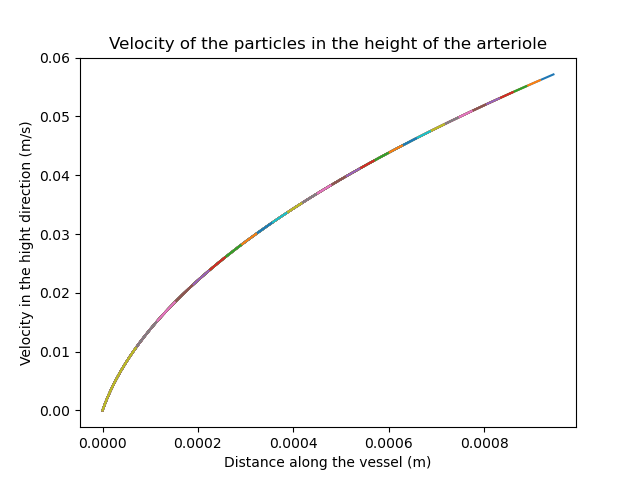 Velocity of the particles in the height of the arteriole
0.06
0.05
0.04
0.03
0.02
0.01
0.00
Velocity in the hight direction (m/s)
0.0000 0.0002 0.0004 0.0006 0.0008
Distance along the vessel (m)